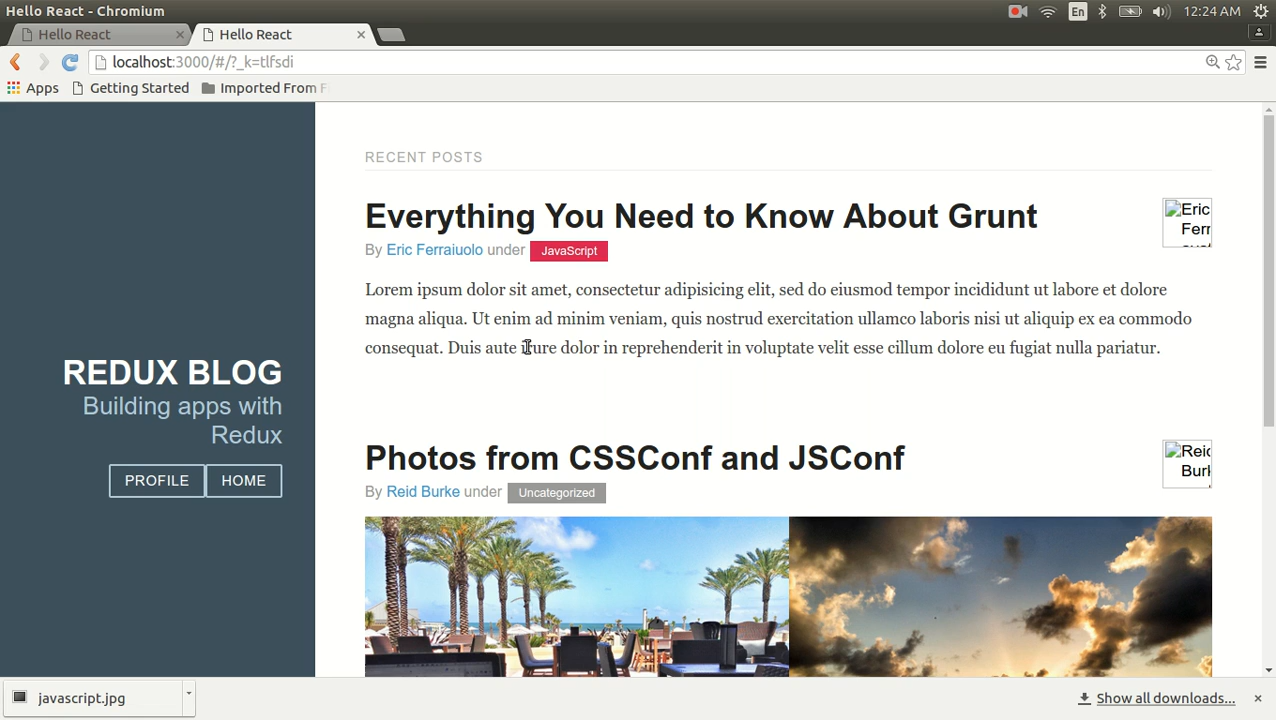 Hello React - Chromium
En
12:24 AM
Hello React
Hello React
localhost:3000/#/?_k=tlfsdi
Apps
Getting Started
Imported From
RECENT POSTS
Everything You Need to Know About Grunt
Eric
By Eric Ferraiuolo under JavaScript
Lorem ipsum dolor sit amet, consectetur adipisicing elit, sed do eiusmod tempor incididunt ut labore et dolore
magna aliqua. Ut enim ad minim veniam, quis nostrud exercitation ullamco laboris nisi ut aliquip ex ea commodo
consequat. Duis aute irure dolor in reprehenderit in voluptate velit esse cillum dolore eu fugiat nulla pariatur.
REDUX BLOG
Building apps with
Redux
PROFILE
HOME
Photos from CSSConf and JSConf
By Reid Burke under Uncategorized
javascript.jpg
Show all downloads...